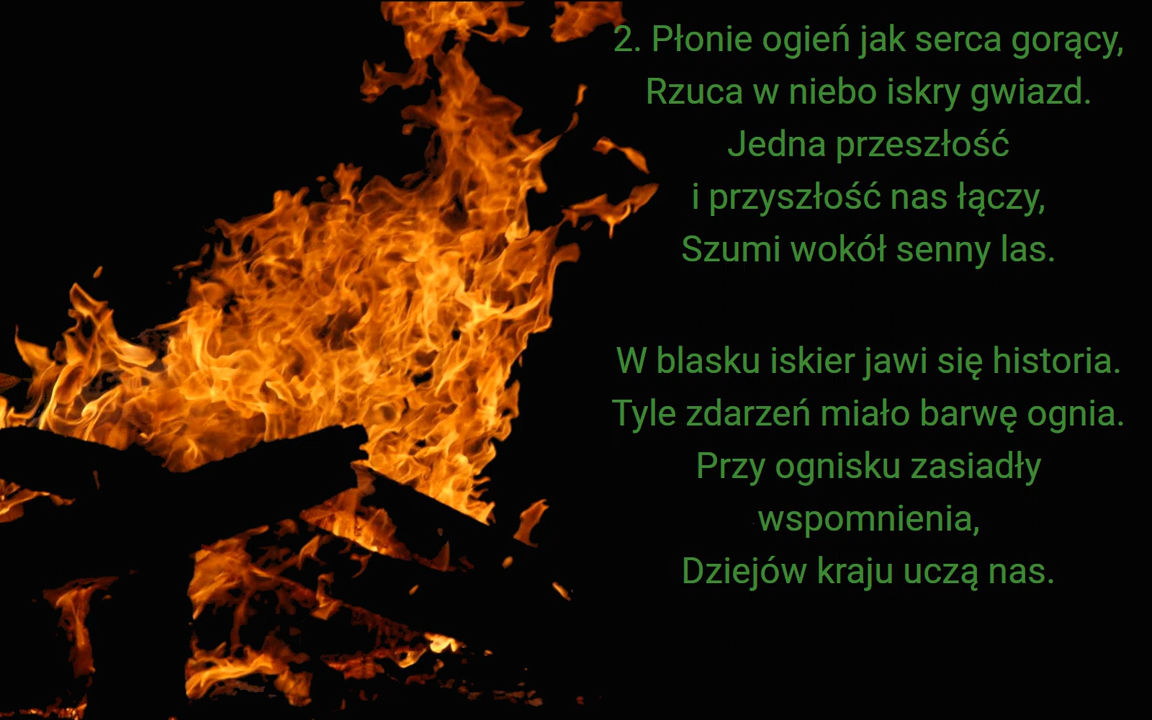 2. Płonie ogień jak serca gorący,
Rzuca w niebo iskry gwiazd.
Jedna przeszłość
i przyszłość nas łączy,
Szumi wokół senny las.
W blasku iskier jawi się historia.
Tyle zdarzeń miało barwę ognia.
Przy ognisku zasiadły
wspomnienia,
Dziejów kraju uczą nas.